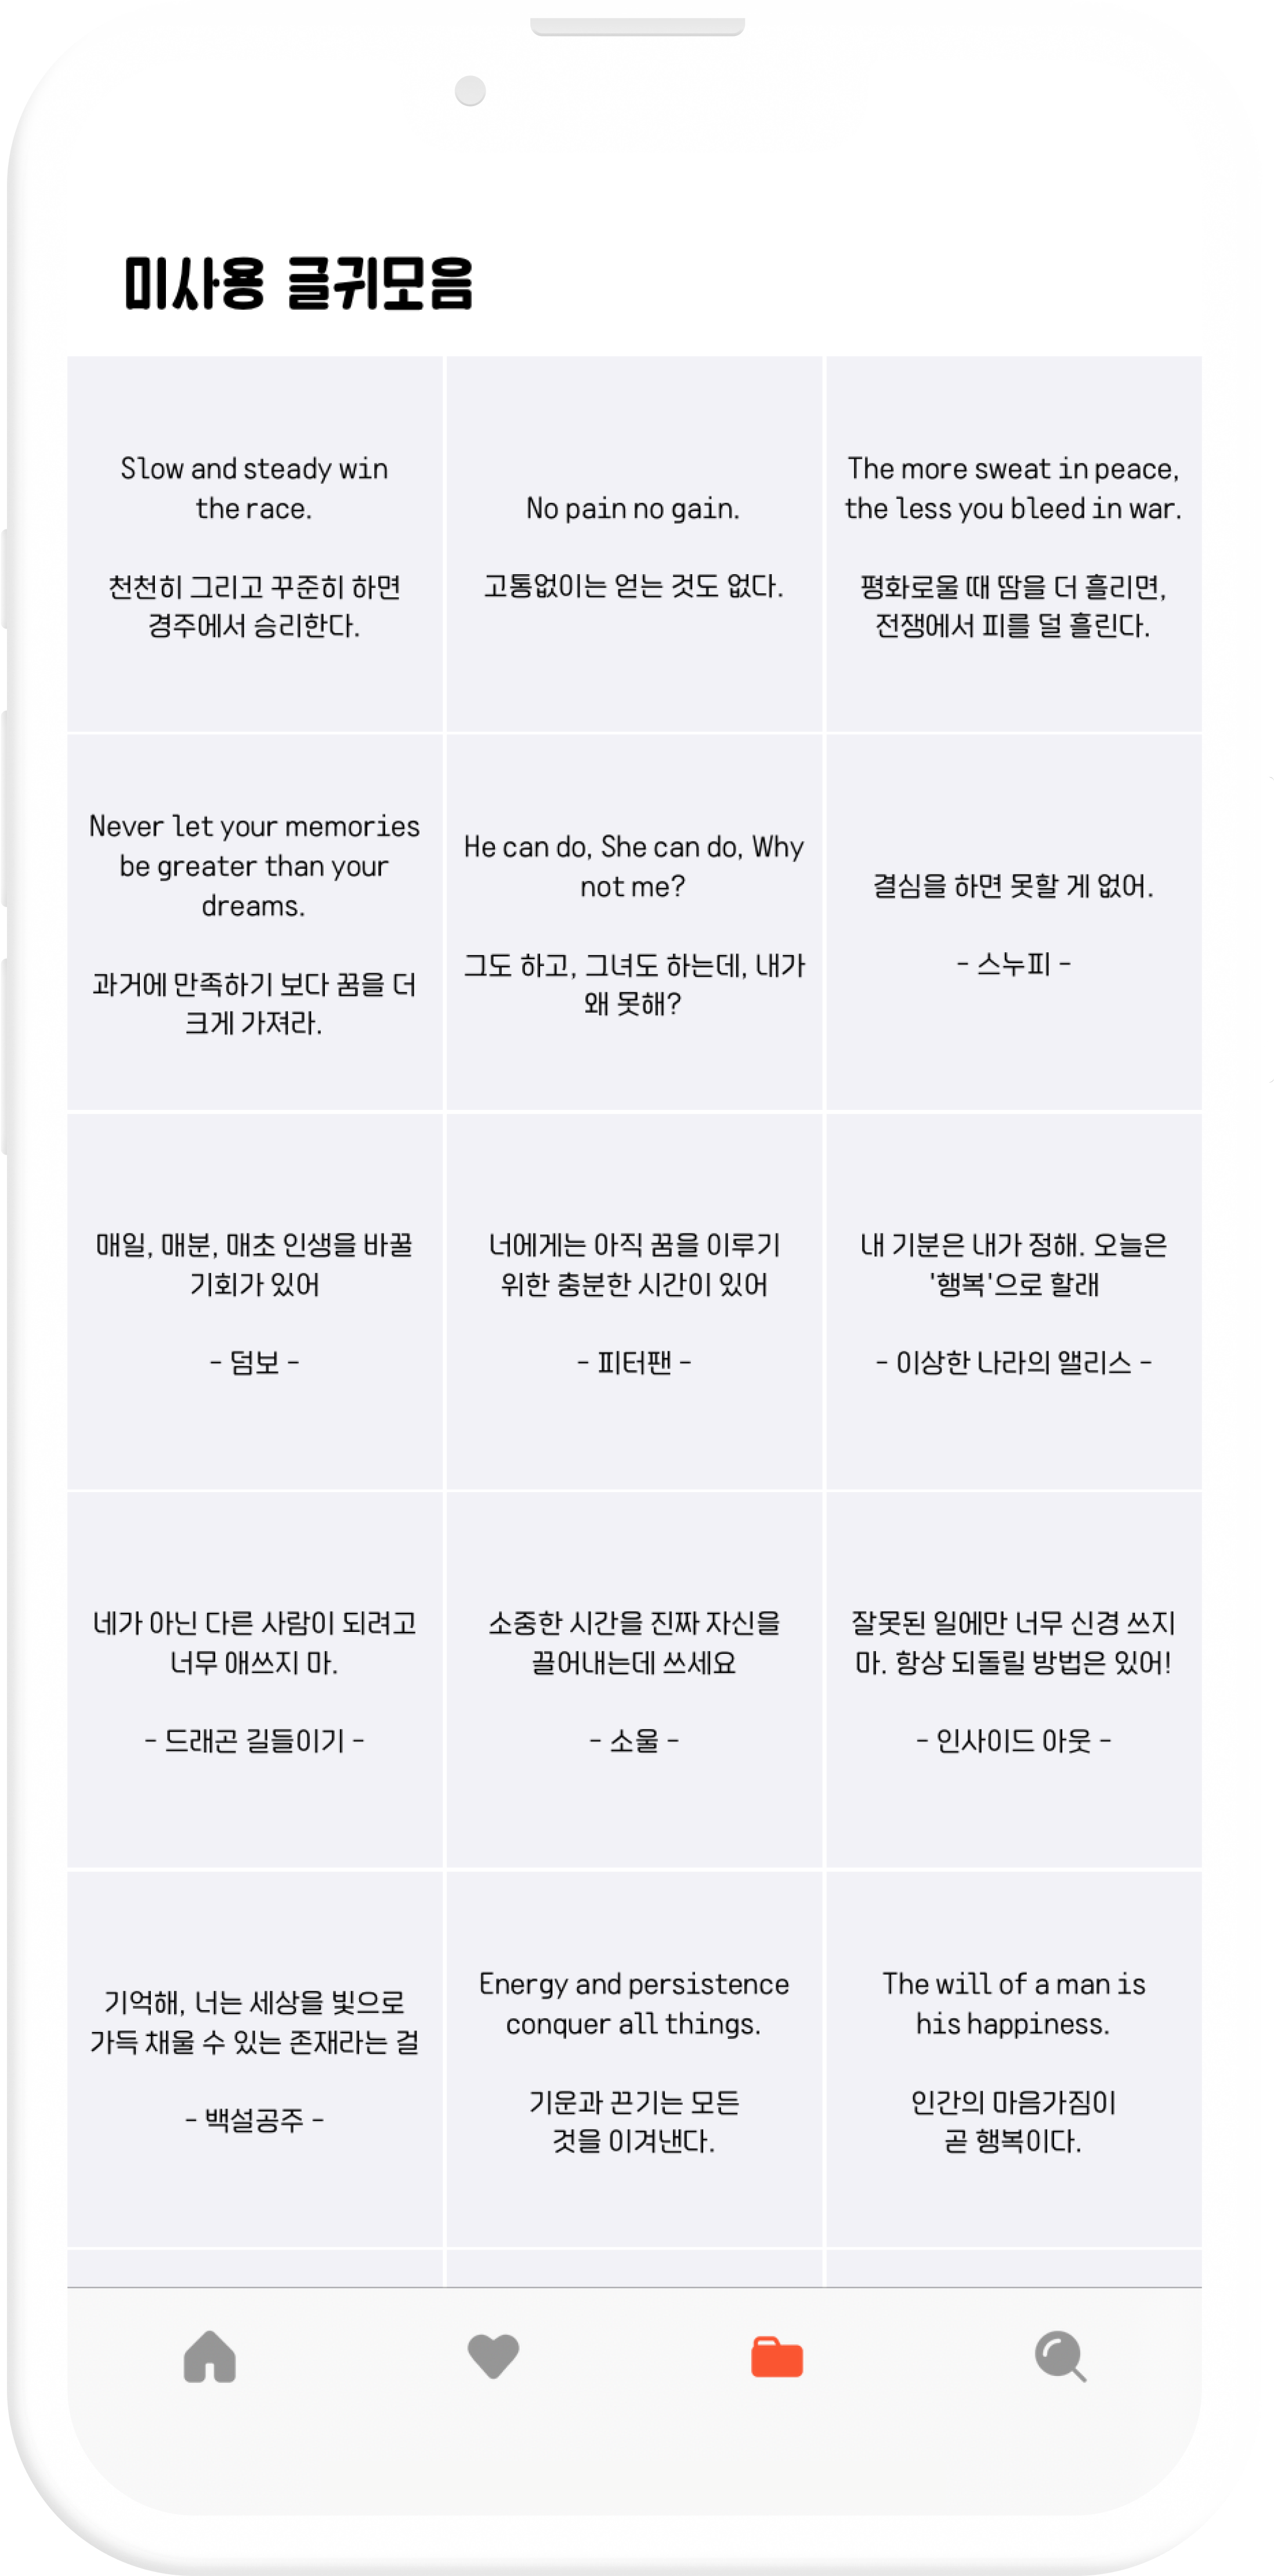 미사용 글귀모음
Slow and steady win
the race.
천천히 그리고 꾸준히 하면
경주에서 승리한다.
No pain no gain.
고통없이는 얻는 것도 없다.
The more sweat in peace,
the less you bleed in war.
평화로울 때 땀을 더 흘리면,
전쟁에서 피를 덜 흘린다.
Never let your memories
be greater than your
dreams.
과거에 만족하기 보다 꿈을 더
크게 가져라.
He can do, She can do, Why
not me?
그도 하고, 그녀도 하는데, 내가
왜 못해?
결심을 하면 못할 게 없어.
- 스누피 -
매일, 매분, 매초 인생을 바꿀
기회가 있어
- 덤보 -
너에게는 아직 꿈을 이루기
위한 충분한 시간이 있어
- 피터팬 -
내 기분은 내가 정해. 오늘은
'행복'으로 할래
- 이상한 나라의 앨리스 -
네가 아닌 다른 사람이 되려고
너무 애쓰지 마.
- 드래곤 길들이기 -
소중한 시간을 진짜 자신을
끌어내는데 쓰세요
- 소울 -
잘못된 일에만 너무 신경 쓰지
마. 항상 되돌릴 방법은 있어!
- 인사이드 아웃 -
기억해, 너는 세상을 빛으로
가득 채울 수 있는 존재라는 걸
- 백설공주 -
Energy and persistence
conquer all things.
기운과 끈기는 모든
것을 이겨낸다.
The will of a man is
his happiness.
인간의 마음가짐이
곧 행복이다.